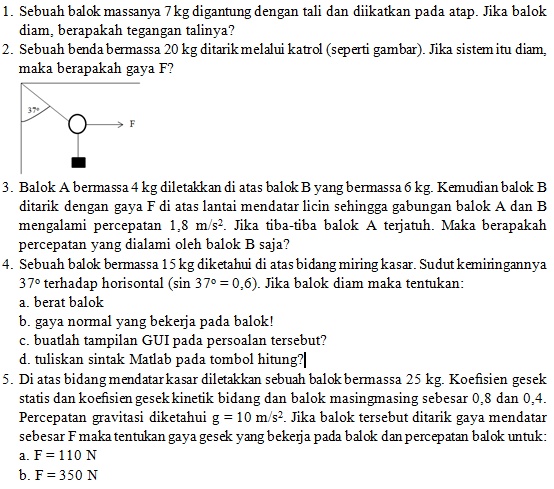 1. Sebuah balok massanya 7 kg digantung dengan tali dan diikatkan pada atap. Jika balok
diam, berapakah tegangan talinya?
2. Sebuah benda bermassa 20 kg ditarik melalui katrol (seperti gambar). Jika sistem itu diam,
maka berapakah gaya F?
37°
F
3. Balok A bermassa 4 kg diletakkan di atas balok B yang bermassa 6 kg. Kemudian balok B
ditarik dengan gaya F di atas lantai mendatar licin sehingga gabungan balok A dan B
mengalami percepatan 1,8 m/s². Jika tiba-tiba balok A terjatuh. Maka berapakah
percepatan yang dialami oleh balok B saja?
4. Sebuah balok bermassa 15 kg diketahui di atas bidang miring kasar. Sudut kemiringannya
37° terhadap horisontal (sin 37° = 0,6). Jika balok diam maka tentukan:
a. berat balok
b. gaya normal yang bekerja pada balok!
c. buatlah tampilan GUI pada persoalan tersebut?
d. tuliskan sintak Matlab pada tombol hitung?
5. Di atas bidang mendatar kasar diletakkan sebuah balok bermassa 25 kg. Koefisien gesek
statis dan koefisien gesek kinetik bidang dan balok masingmasing sebesar 0,8 dan 0,4.
Percepatan gravitasi diketahui g = 10 m/s². Jika balok tersebut ditarik gaya mendatar
sebesar F maka tentukan gaya gesek yang bekerja pada balok dan percepatan balok untuk:
a. F = 110 N
b. F = 350 N